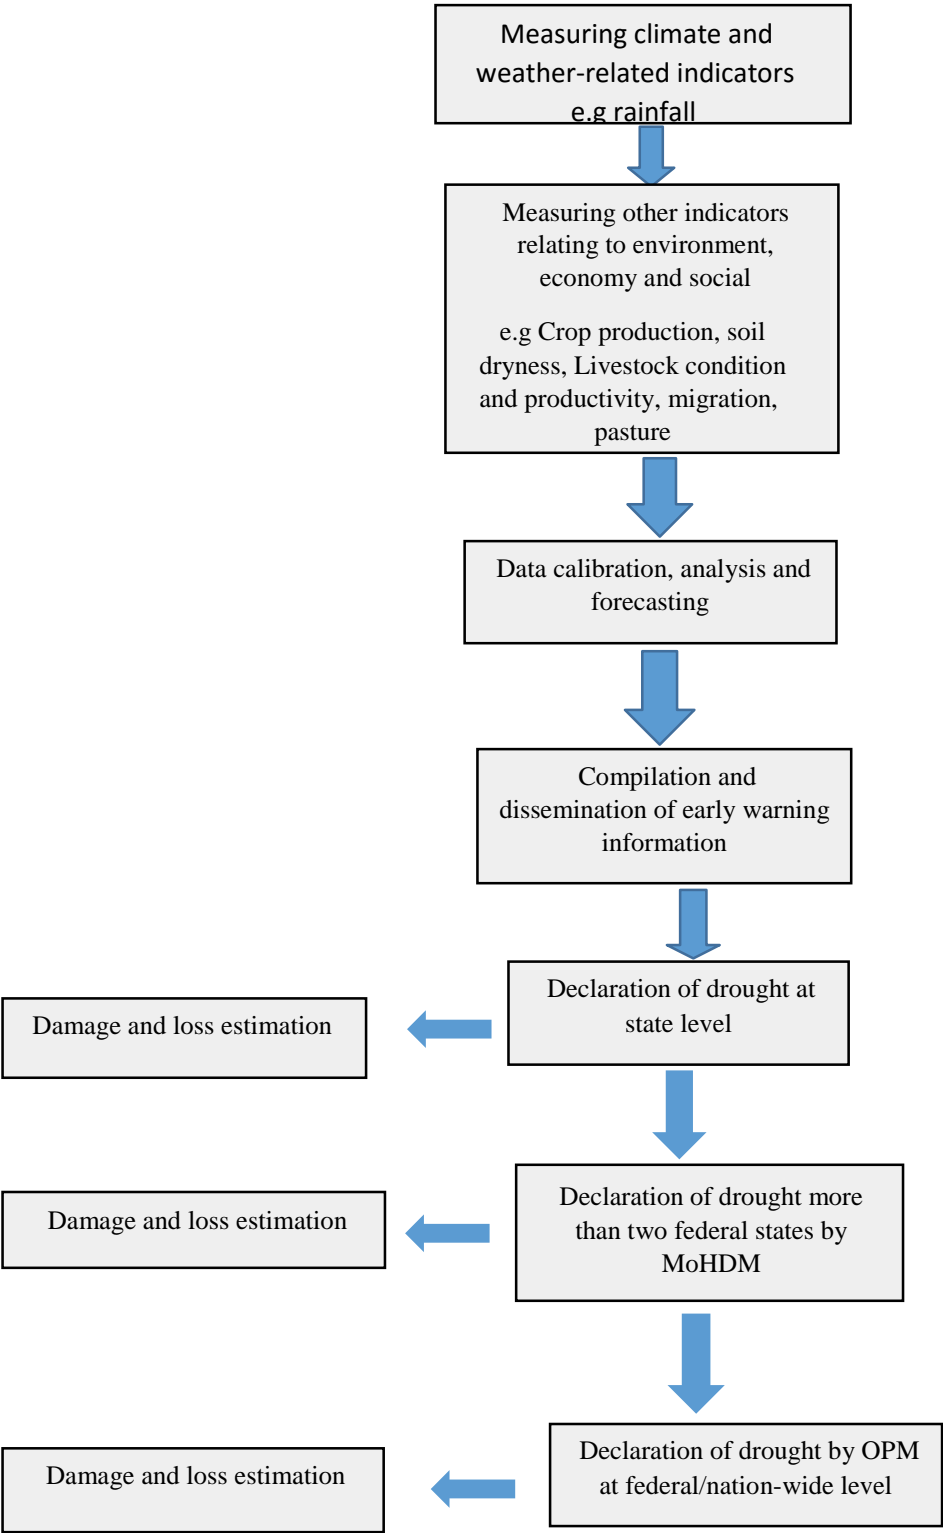 Measuring climate and
weather-related indicators
e.g rainfall
Measuring other indicators
relating to environment,
economy and social
e.g Crop production, soil
dryness, Livestock condition
and productivity, migration,
pasture
Data calibration, analysis and
forecasting
Compilation and
dissemination of early warning
information
Declaration of drought at
state level
Damage and loss estimation
Declaration of drought more
than two federal states by
MoHDM
Damage and loss estimation
Declaration of drought by OPM
at federal/nation-wide level
Damage and loss estimation